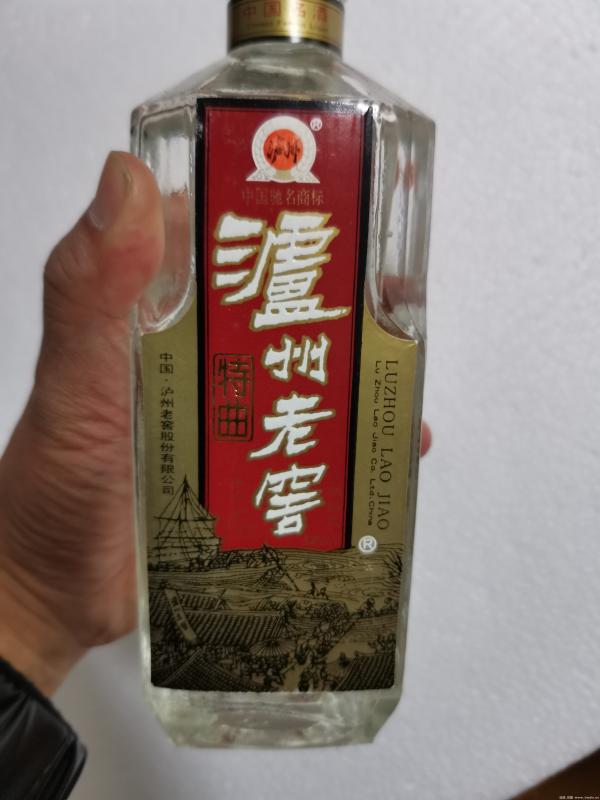 中国名酒
泸州
®
中国驰名商标
瀘州老窖
特曲
中国·泸州老窖股份有限公司
LUZHOU LAO JIAO
Lu Zhou Lao Jiao Co. Ltd. China
®